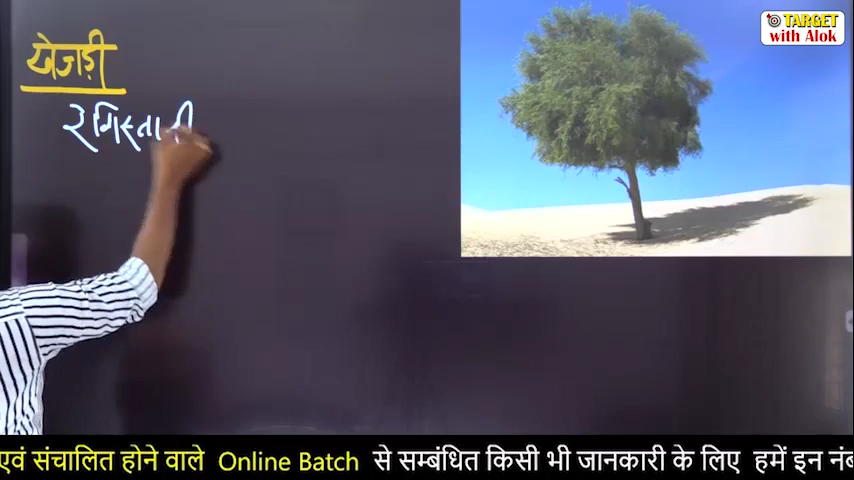 खेजड़ी
TARGET
with Alok
एवं संचालित होने वाले Online Batch से सम्बंधित किसी भी जानकारी के लिए हमें इन नंब